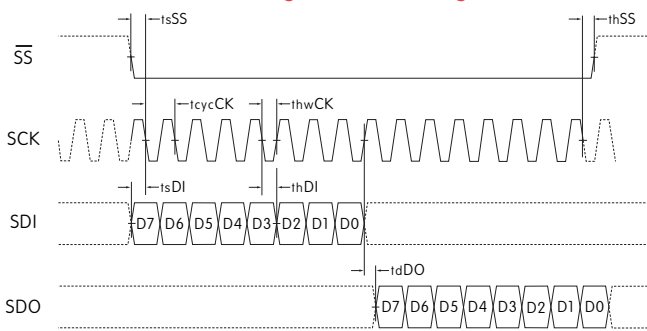 tsSS thSS
SS
tcycCK thwCK
SCK
tsDI thDI
SDI D7 D6 D5 D4 D3 D2 D1 D0
tdDO
SDO D7 D6 D5 D4 D3 D2 D1 D0